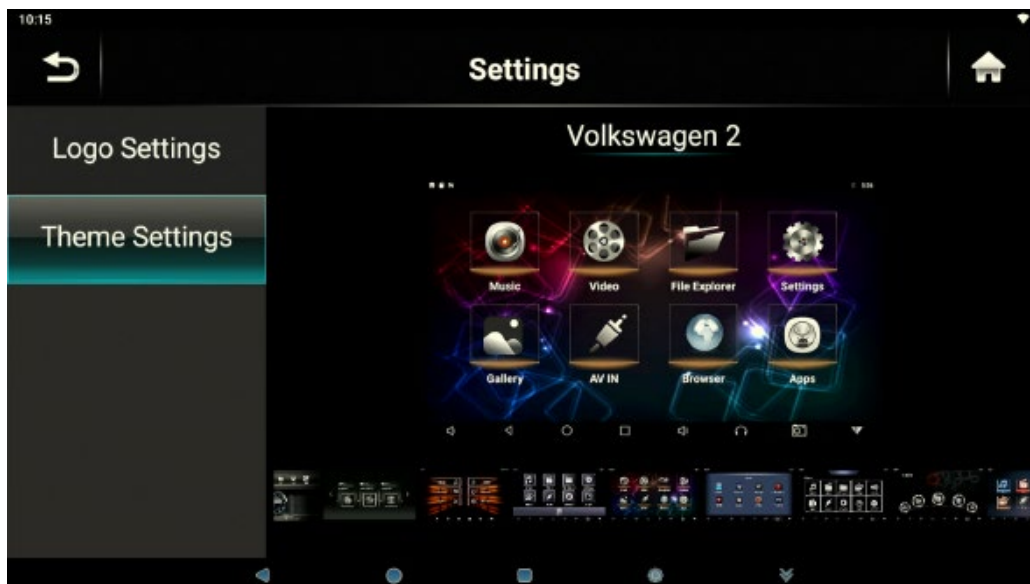 10:15
Settings
Logo Settings
Volkswagen 2
Theme Settings
Music Video File Explorer Settings
Gallery AV IN Browser Apps